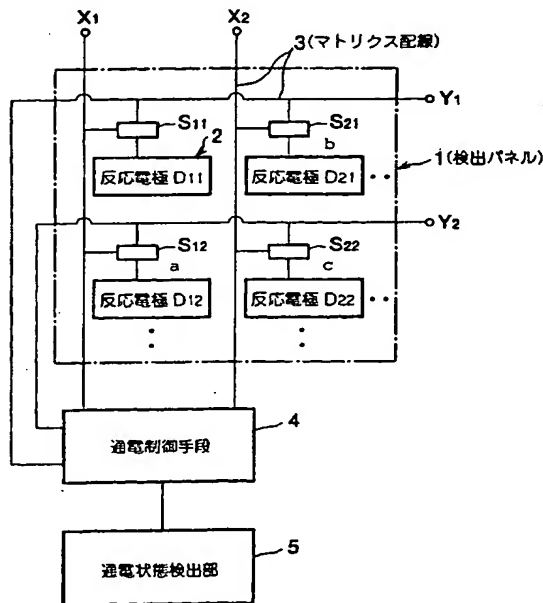 X1
X2
3(マトリクス配線)
Y1
S11
2
S21
b
1(検出パネル)
反応電極 D11
反応電極 D21
Y2
S12
a
S22
c
反応電極 D12
反応電極 D22
4
通電制御手段
5
通電状態検出部